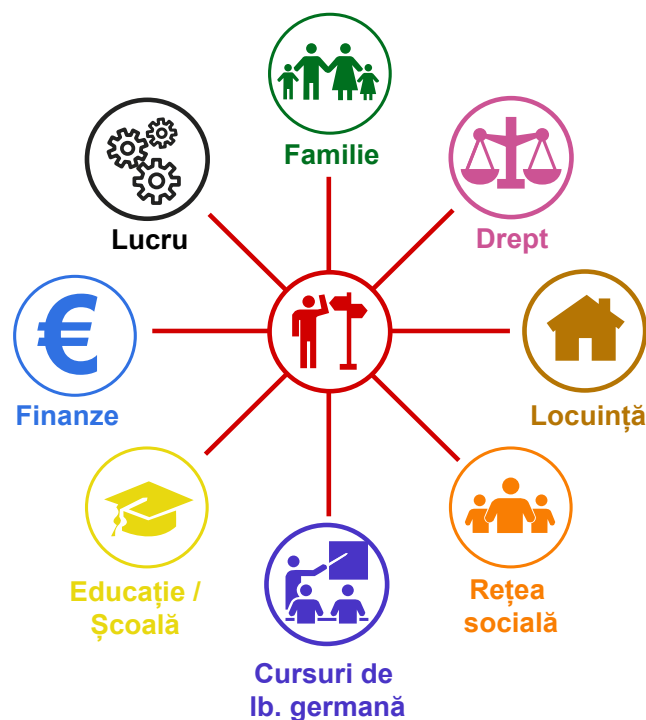 Familie
Lucru
Drept
€
Finanze
Locuință
Educație /
Școală
Rețea
socială
Cursuri de
lb. germană